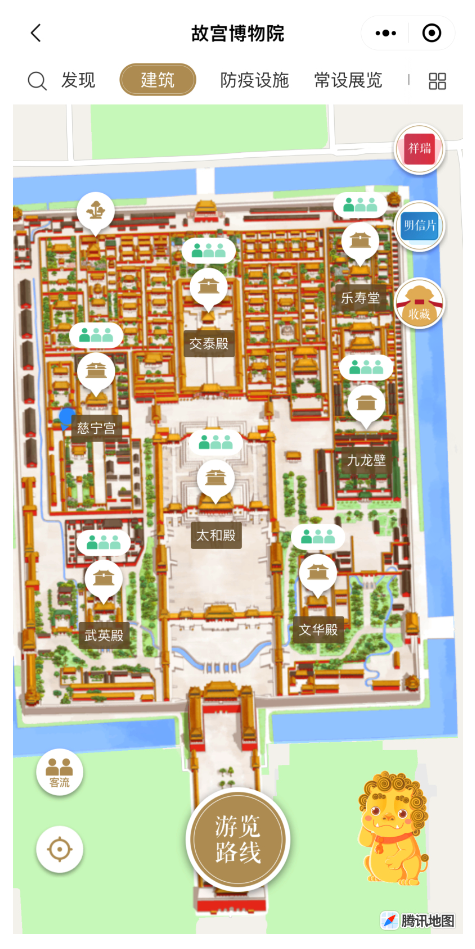 故宫博物院
发现
建筑
防疫设施
常设展览
祥瑞
明信片
乐寿堂
收藏
交泰殿
慈宁宫
九龙壁
太和殿
文华殿
武英殿
客流
游览
路线
腾讯地图